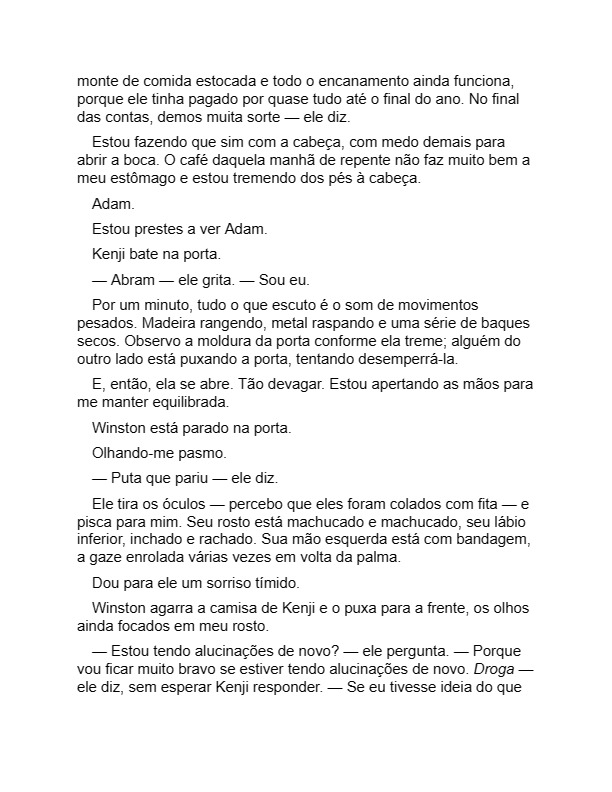 monte de comida estocada e todo o encanamento ainda funciona,
porque ele tinha pagado por quase tudo até o final do ano. No final
das contas, demos muita sorte — ele diz.
Estou fazendo que sim com a cabeça, com medo demais para
abrir a boca. O café daquela manhã de repente não faz muito bem a
meu estômago e estou tremendo dos pés à cabeça.
Adam.
Estou prestes a ver Adam.
Kenji bate na porta.
— Abram — ele grita. — Sou eu.
Por um minuto, tudo o que escuto é o som de movimentos
pesados. Madeira rangendo, metal raspando e uma série de baques
secos. Observo a moldura da porta conforme ela treme; alguém do
outro lado está puxando a porta, tentando desemperrá-la.
E, então, ela se abre. Tão devagar. Estou apertando as mãos para
me manter equilibrada.
Winston está parado na porta.
Olhando-me pasmo.
— Puta que pariu — ele diz.
Ele tira os óculos — percebo que eles foram colados com fita — e
pisca para mim. Seu rosto está machucado e machucado, seu lábio
inferior, inchado e rachado. Sua mão esquerda está com bandagem,
a gaze enrolada várias vezes em volta da palma.
Dou para ele um sorriso tímido.
Winston agarra a camisa de Kenji e o puxa para a frente, os olhos
ainda focados em meu rosto.
— Estou tendo alucinações de novo? — ele pergunta. — Porque
vou ficar muito bravo se estiver tendo alucinações de novo. Droga —
ele diz, sem esperar Kenji responder. — Se eu tivesse ideia do que